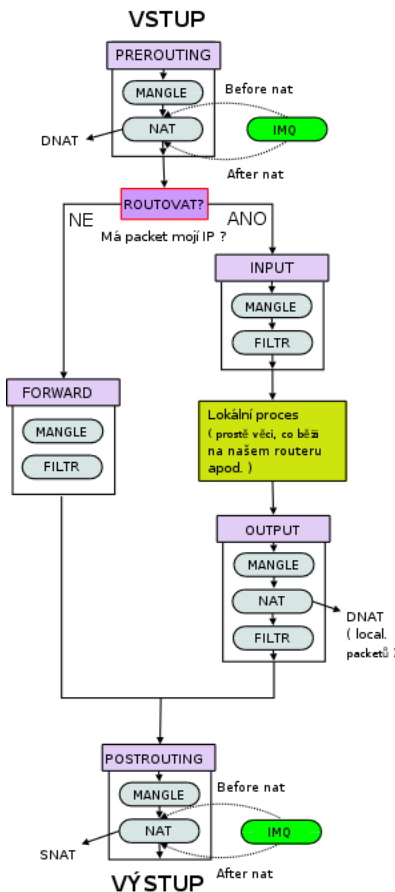 VSTUP
PREROUTING
MANGLE
Before nat
NAT
IMQ
DNAT
After nat
ROUTOVAT?
NE
ANO
Má packet mojí IP ?
INPUT
MANGLE
FILTR
FORWARD
MANGLE
FILTR
Lokální proces
( prostě věci, co běží
na našem routeru
apod. )
OUTPUT
MANGLE
NAT
FILTR
DNAT
( local.
packetů )
POSTROUTING
MANGLE
Before nat
NAT
IMQ
SNAT
After nat
VÝSTUP